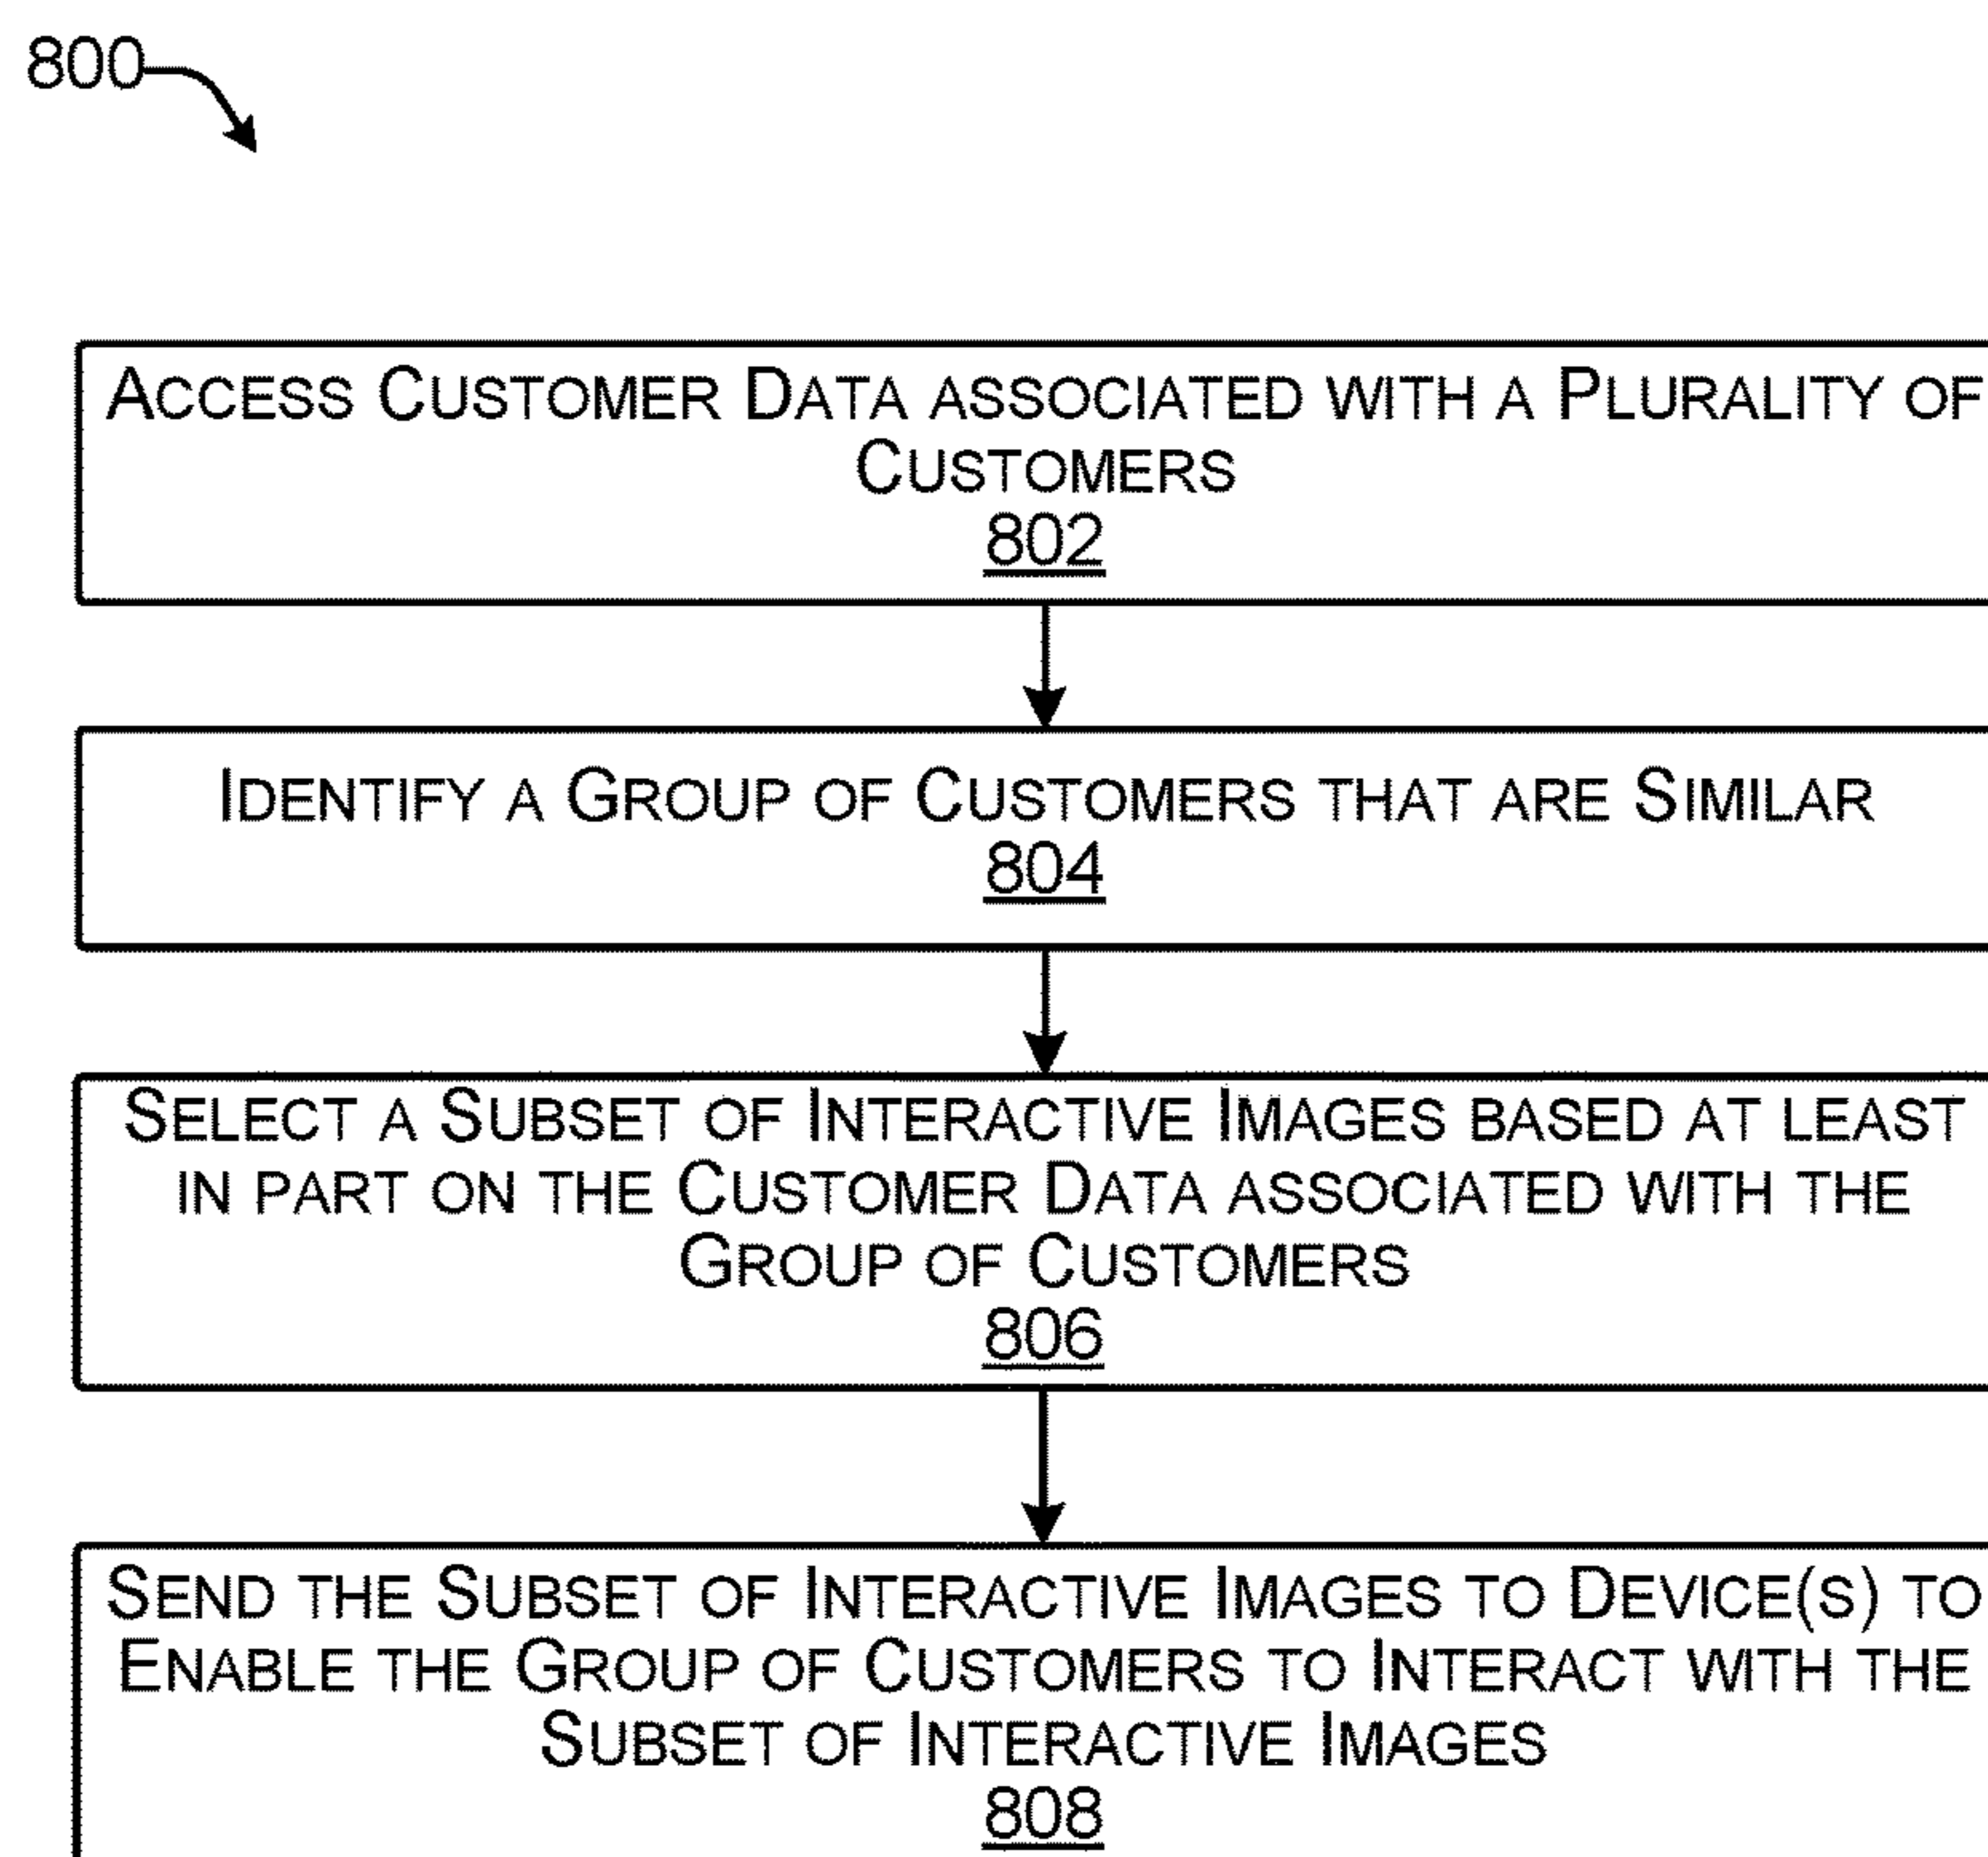 800
ACCESS CUSTOMER DATA ASSOCIATED WITH A PLURALITY OF
CUSTOMERS
802
IDENTIFY A GROUP OF CUSTOMERS THAT ARE SIMILAR
804
SELECT A SUBSET OF INTERACTIVE IMAGES BASED AT LEAST
IN PART ON THE CUSTOMER DATA ASSOCIATED WITH THE
GROUP OF CUSTOMERS
806
SEND THE SUBSET OF INTERACTIVE IMAGES TO DEVICE(S) TO
ENABLE THE GROUP OF CUSTOMERS TO INTERACT WITH THE
SUBSET OF INTERACTIVE IMAGES
808